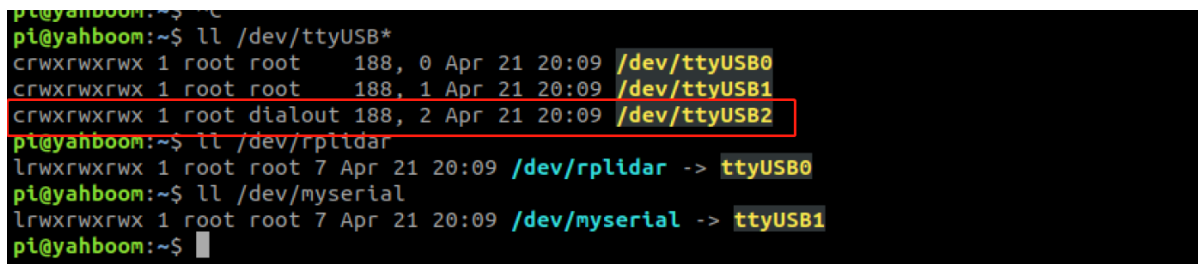 pi@yahboom:~$ ^C
pi@yahboom:~$ ll /dev/ttyUSB*
crwxrwxrwx 1 root root    188, 0 Apr 21 20:09 /dev/ttyUSB0
crwxrwxrwx 1 root root    188, 1 Apr 21 20:09 /dev/ttyUSB1
crwxrwxrwx 1 root dialout 188, 2 Apr 21 20:09 /dev/ttyUSB2
pi@yahboom:~$ ll /dev/rplidar
lrwxrwxrwx 1 root root 7 Apr 21 20:09 /dev/rplidar -> ttyUSB0
pi@yahboom:~$ ll /dev/myserial
lrwxrwxrwx 1 root root 7 Apr 21 20:09 /dev/myserial -> ttyUSB1
pi@yahboom:~$